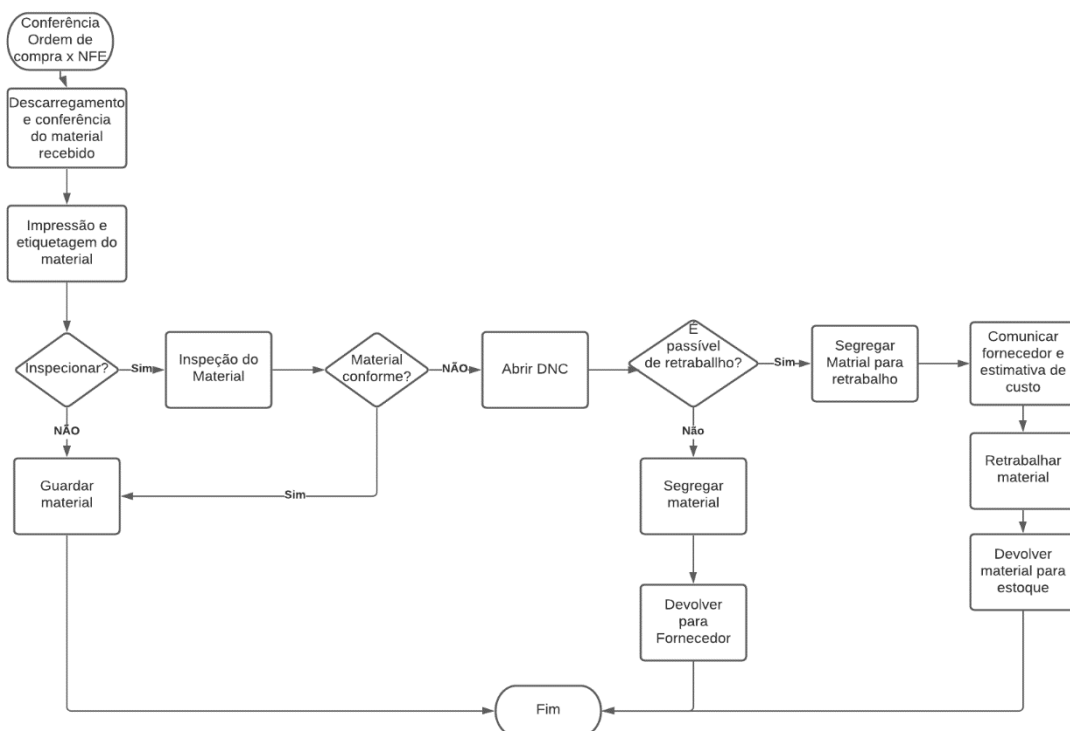 Conferência
Ordem de
compra x NFE
Descarregamento
e conferência
do material
recebido
Impressão e
etiquetagem do
material
Inspecionar?
Sim
Inspeção do
Material
Material
conforme?
NÃO
Abrir DNC
É
passível
de retraballho?
Sim
Segregar
Matrial para
retrabalho
Comunicar
fornecedor e
estimativa de
custo
NÃO
Guardar
material
Sim
Não
Segregar
material
Retrabalhar
material
Devolver
para
Fornecedor
Devolver
material para
estoque
Fim